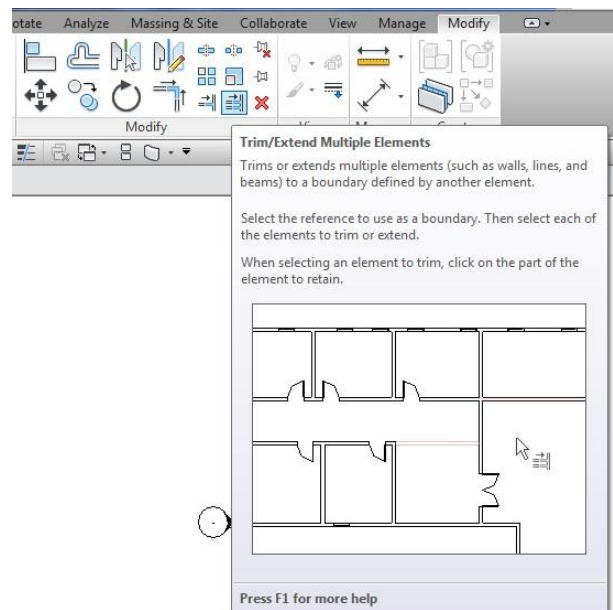 Analyze Massing & Site Collaborate View Manage Modify
Modify
Trim/Extend Multiple Elements
Trims or extends multiple elements (such as walls, lines, and
beams) to a boundary defined by another element.
Select the reference to use as a boundary. Then select each of
the elements to trim or extend.
When selecting an element to trim, click on the part of the
element to retain.
Press F1 for more help